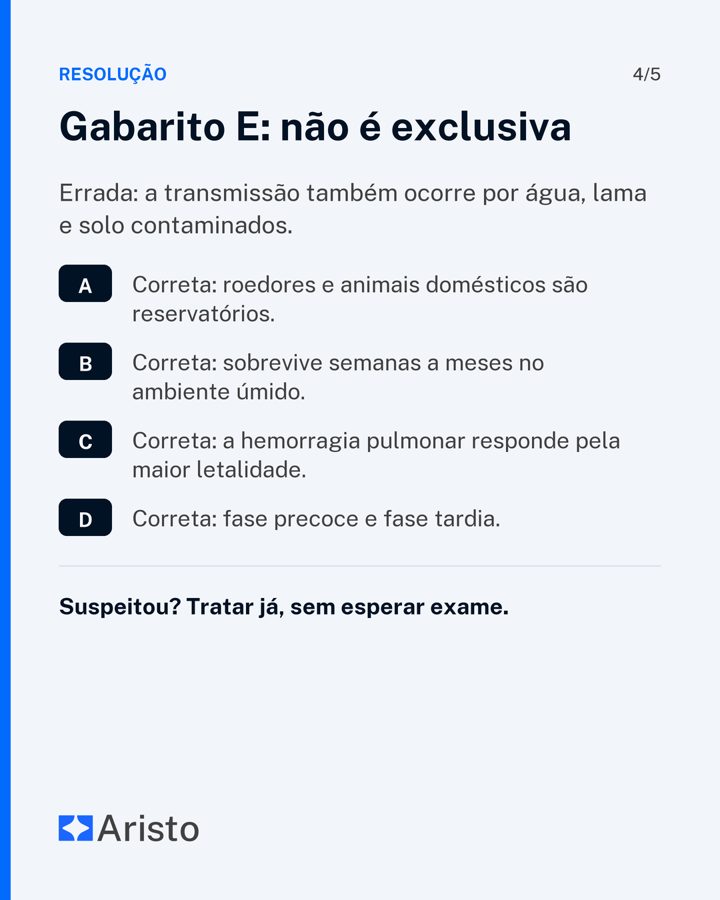 RESOLUÇÃO
4/5
Gabarito E: não é exclusiva
Errada: a transmissão também ocorre por água, lama
e solo contaminados.
A
Correta: roedores e animais domésticos são
reservatórios.
B
Correta: sobrevive semanas a meses no
ambiente úmido.
C
Correta: a hemorragia pulmonar responde pela
maior letalidade.
D
Correta: fase precoce e fase tardia.
Suspeitou? Tratar já, sem esperar exame.
Aristo